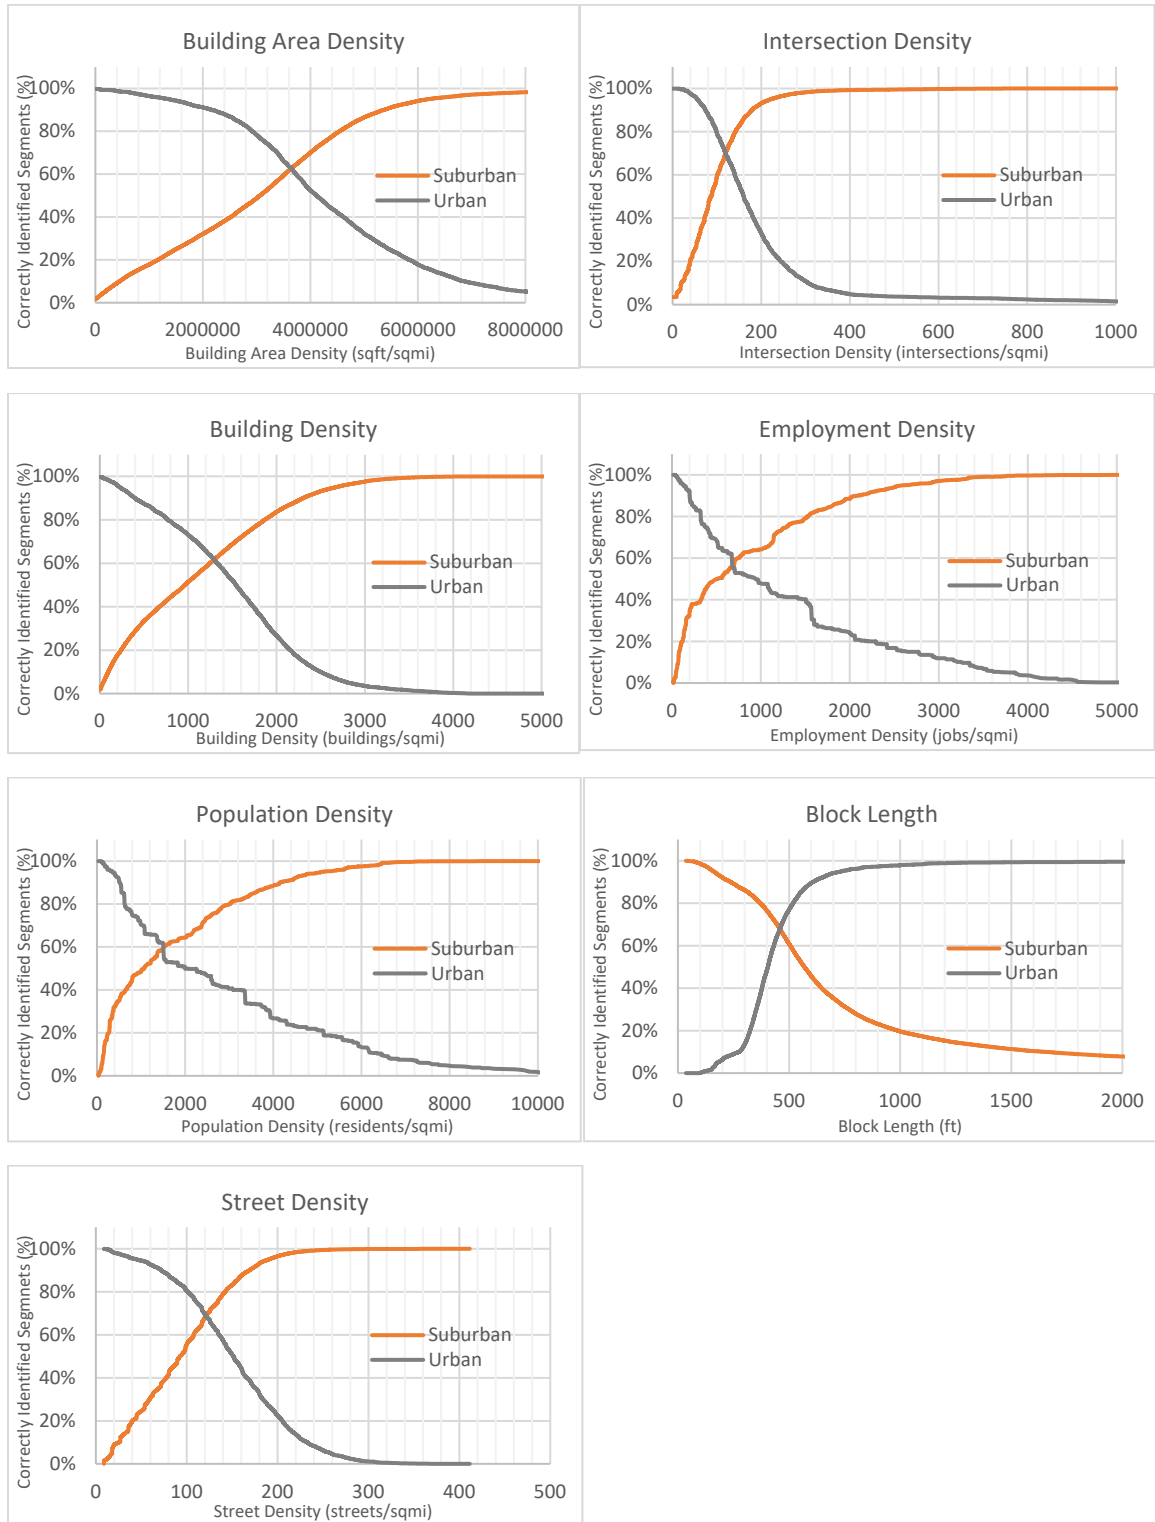 Building Area Density
Correctly Identified Segments (%)
100%
80%
60%
40%
20%
0%
Suburban
Urban
0 20000000 40000000 60000000 80000000
Building Area Density (sqft/sqmi)
Intersection Density
Correctly Identified Segments (%)
100%
80%
60%
40%
20%
0%
Suburban
Urban
0 200 400 600 800 1000
Intersection Density (intersections/sqmi)
Building Density
Correctly Identified Segments (%)
100%
80%
60%
40%
20%
0%
Suburban
Urban
0 1000 2000 3000 4000 5000
Building Density (buildings/sqmi)
Employment Density
Correctly Identified Segments (%)
100%
80%
60%
40%
20%
0%
Suburban
Urban
0 1000 2000 3000 4000 5000
Employment Density (jobs/sqmi)
Population Density
Correctly Identified Segments (%)
100%
80%
60%
40%
20%
0%
Suburban
Urban
0 2000 4000 6000 8000 10000
Population Density (residents/sqmi)
Block Length
Correctly Identified Segments (%)
100%
80%
60%
40%
20%
0%
Suburban
Urban
0 500 1000 1500 2000
Block Length (ft)
Street Density
Correctly Identified Segmnets (%)
100%
80%
60%
40%
20%
0%
Suburban
Urban
0 100 200 300 400 500
Street Density (streets/sqmi)